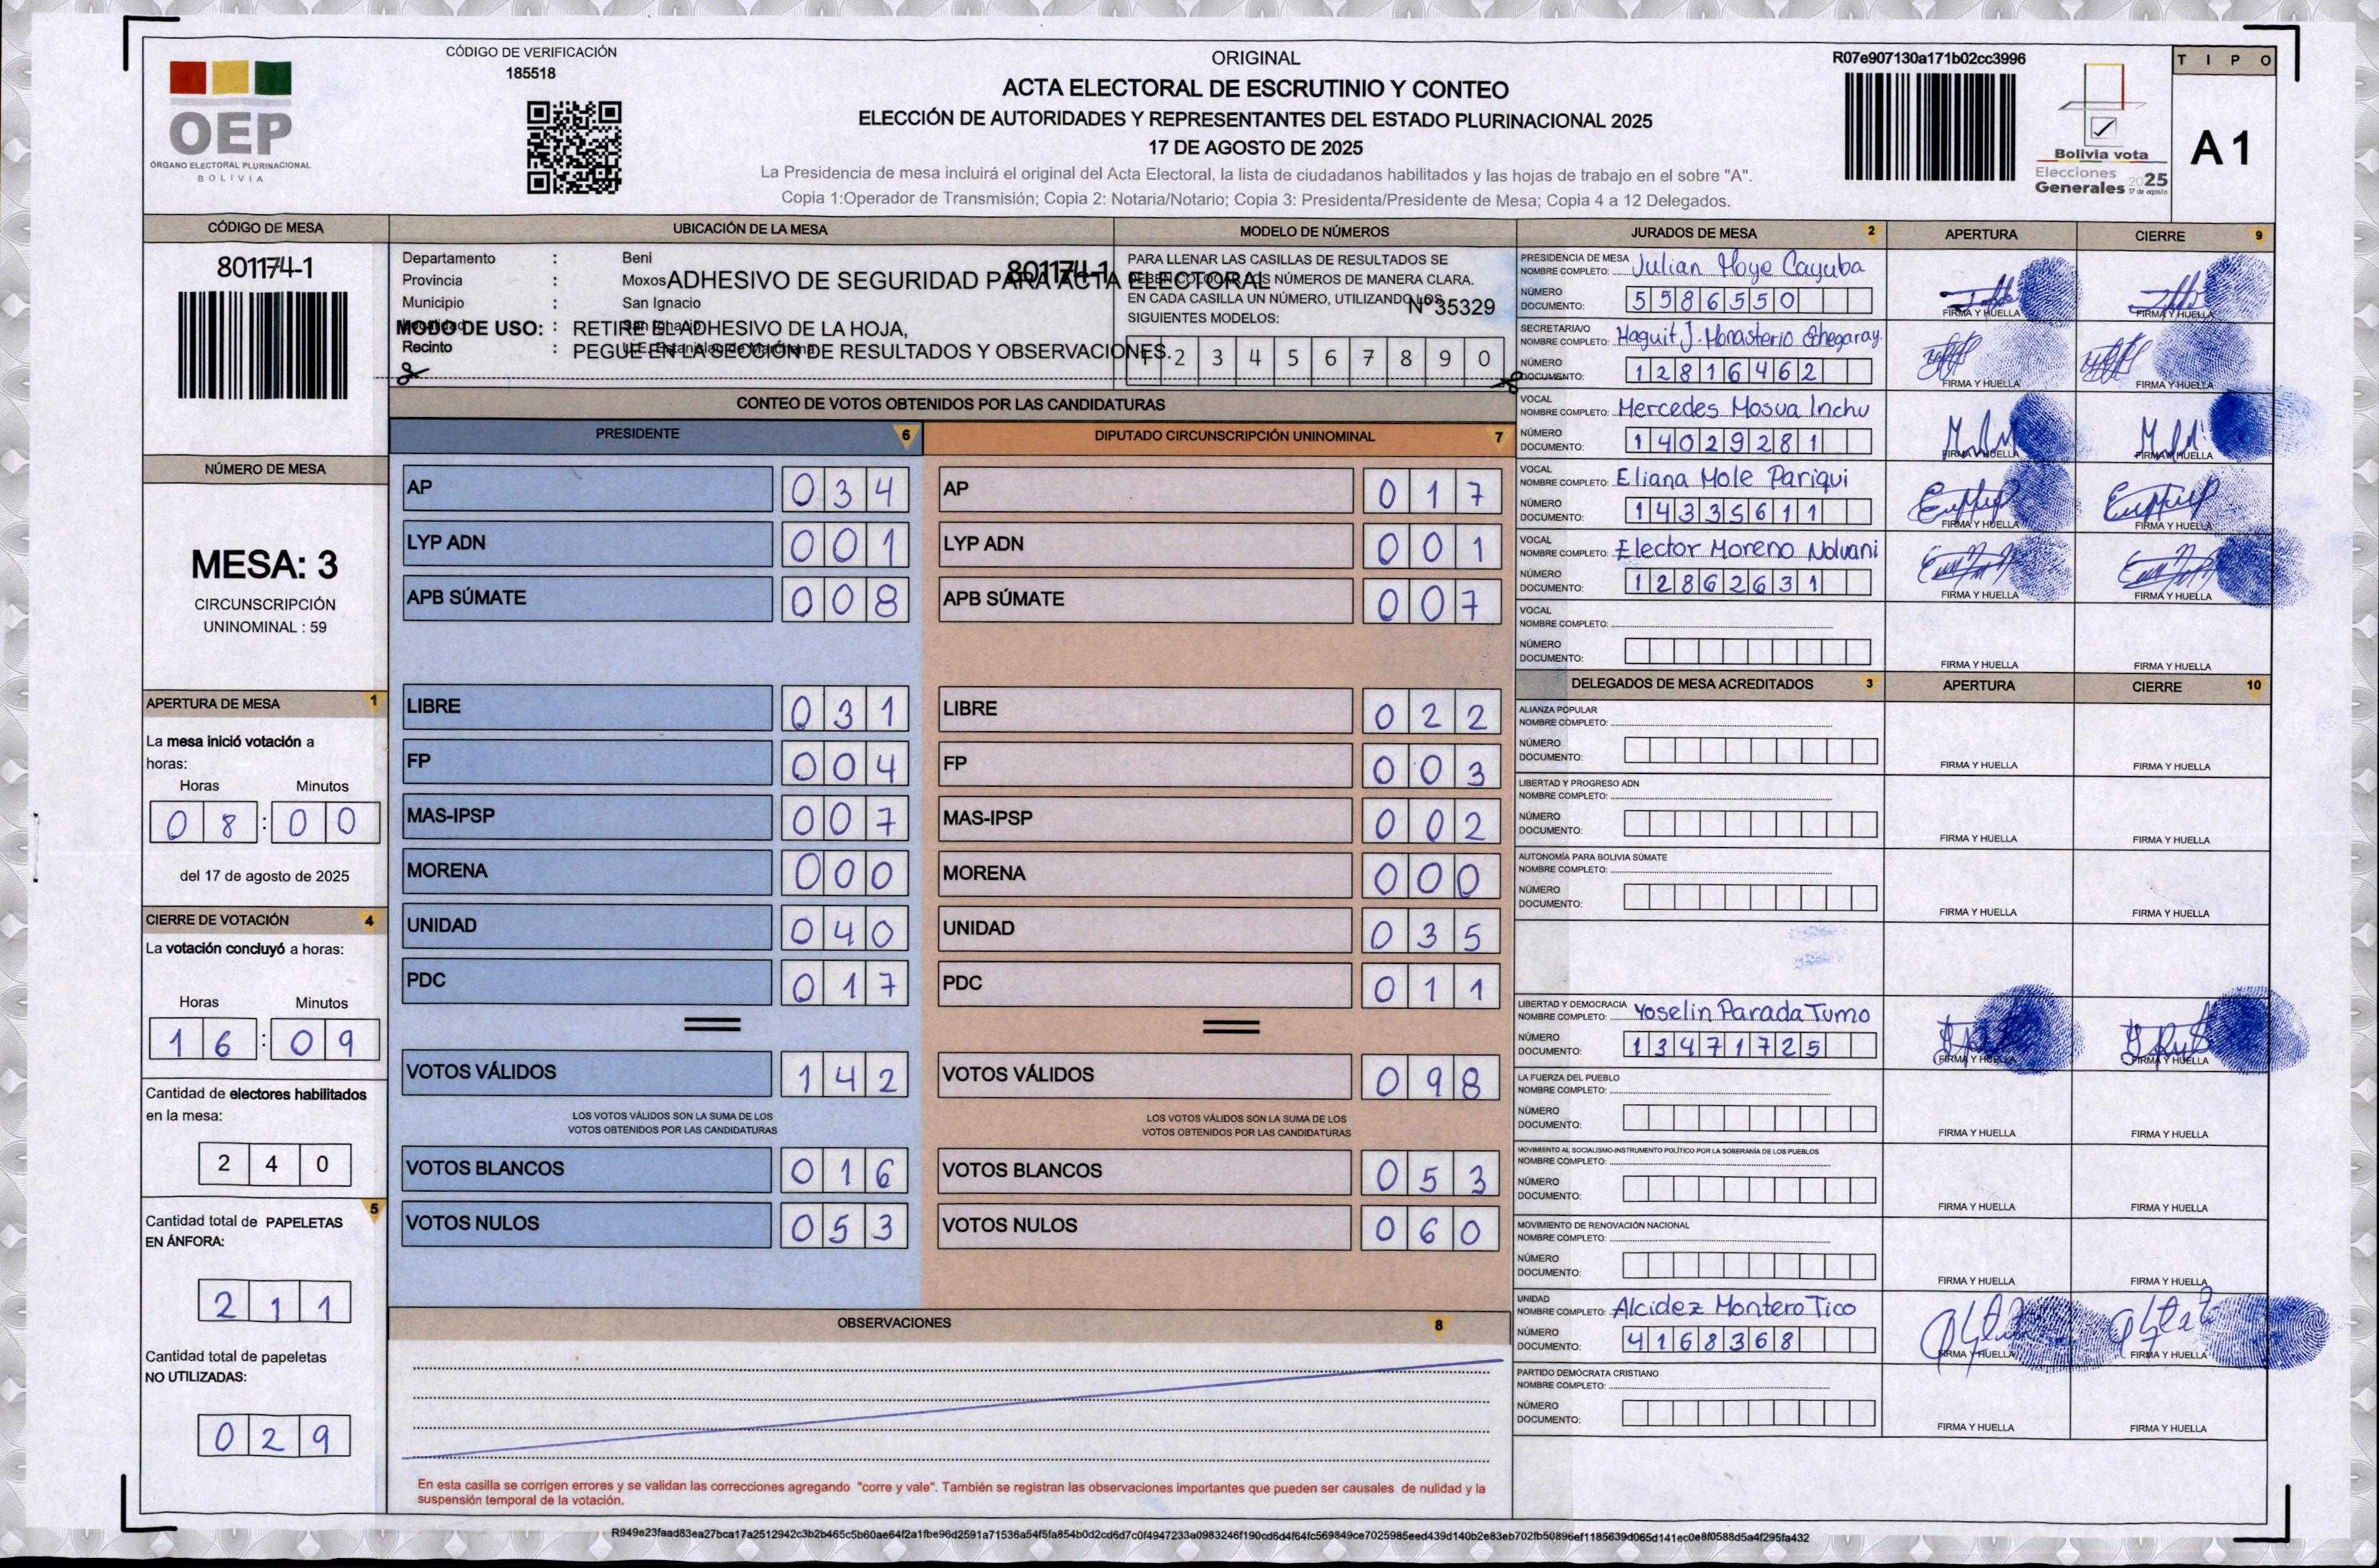 CÓDIGO DE VERIFICACIÓN
185518
OEP
ÓRGANO ELECTORAL PLURINACIONAL
BOLIVIA
ORIGINAL
ACTA ELECTORAL DE ESCRUTINIO Y CONTEO
ELECCIÓN DE AUTORIDADES Y REPRESENTANTES DEL ESTADO PLURINACIONAL 2025
17 DE AGOSTO DE 2025
La Presidencia de mesa incluirá el original del Acta Electoral, la lista de ciudadanos habilitados y las hojas de trabajo en el sobre "A".
Copia 1:Operador de Transmisión; Copia 2: Notaria/Notario; Copia 3: Presidenta/Presidente de Mesa; Copia 4 a 12 Delegados.
R07e907130a171b02cc3996
Bolivia vota
Elecciones
Generales 2025
17 de agosto
TIPO
A1
CÓDIGO DE MESA
801174-1
NÚMERO DE MESA
MESA: 3
CIRCUNSCRIPCIÓN
UNINOMINAL : 59
APERTURA DE MESA 1
La mesa inició votación a
horas:
Horas Minutos
08:00
del 17 de agosto de 2025
CIERRE DE VOTACIÓN 4
La votación concluyó a horas:
Horas Minutos
16:09
Cantidad de electores habilitados
en la mesa:
240
5
Cantidad total de PAPELETAS
EN ÁNFORA:
211
Cantidad total de papeletas
NO UTILIZADAS:
029
UBICACIÓN DE LA MESA
Departamento : Beni
Provincia : Moxos
Municipio : San Ignacio
Localidad : San Ignacio
Recinto : U.E. Estanislao de Marchena
801174-1
ADHESIVO DE SEGURIDAD PARA ACTA ELECTORAL
Nº35329
MODO DE USO: RETIRE EL ADHESIVO DE LA HOJA,
PEGUE EN LA SECCIÓN DE RESULTADOS Y OBSERVACIONES.
MODELO DE NÚMEROS
PARA LLENAR LAS CASILLAS DE RESULTADOS SE
DEBEN COLOCAR LOS NÚMEROS DE MANERA CLARA.
EN CADA CASILLA UN NÚMERO, UTILIZANDO LOS
SIGUIENTES MODELOS:
1 2 3 4 5 6 7 8 9 0
CONTEO DE VOTOS OBTENIDOS POR LAS CANDIDATURAS
PRESIDENTE 6
AP 034
LYP ADN 001
APB SÚMATE 008
LIBRE 031
FP 004
MAS-IPSP 007
MORENA 000
UNIDAD 040
PDC 017
VOTOS VÁLIDOS 142
LOS VOTOS VÁLIDOS SON LA SUMA DE LOS
VOTOS OBTENIDOS POR LAS CANDIDATURAS
VOTOS BLANCOS 016
VOTOS NULOS 053
DIPUTADO CIRCUNSCRIPCIÓN UNINOMINAL 7
AP 017
LYP ADN 001
APB SÚMATE 007
LIBRE 022
FP 003
MAS-IPSP 002
MORENA 000
UNIDAD 035
PDC 011
VOTOS VÁLIDOS 098
LOS VOTOS VÁLIDOS SON LA SUMA DE LOS
VOTOS OBTENIDOS POR LAS CANDIDATURAS
VOTOS BLANCOS 053
VOTOS NULOS 060
OBSERVACIONES 8
En esta casilla se corrigen errores y se validan las correcciones agregando "corre y vale". También se registran las observaciones importantes que pueden ser causales de nulidad y la
suspensión temporal de la votación.
JURADOS DE MESA 2 APERTURA CIERRE 9
PRESIDENCIA DE MESA
NOMBRE COMPLETO: Julian Moye Cayuba
NÚMERO
DOCUMENTO: 5586550
FIRMA Y HUELLA FIRMA Y HUELLA
SECRETARIA/O
NOMBRE COMPLETO: Haguit J. Monasterio Chegaray
NÚMERO
DOCUMENTO: 12816462
FIRMA Y HUELLA FIRMA Y HUELLA
VOCAL
NOMBRE COMPLETO: Mercedes Mosua Inchu
NÚMERO
DOCUMENTO: 14029281
FIRMA Y HUELLA FIRMA Y HUELLA
VOCAL
NOMBRE COMPLETO: Eliana Mole Pariqui
NÚMERO
DOCUMENTO: 14335611
FIRMA Y HUELLA FIRMA Y HUELLA
VOCAL
NOMBRE COMPLETO: Elector Moreno Nolvani
NÚMERO
DOCUMENTO: 12862631
FIRMA Y HUELLA FIRMA Y HUELLA
VOCAL
NOMBRE COMPLETO:
NÚMERO
DOCUMENTO:
FIRMA Y HUELLA FIRMA Y HUELLA
DELEGADOS DE MESA ACREDITADOS 3 APERTURA CIERRE 10
ALIANZA POPULAR
NOMBRE COMPLETO:
NÚMERO
DOCUMENTO:
FIRMA Y HUELLA FIRMA Y HUELLA
LIBERTAD Y PROGRESO ADN
NOMBRE COMPLETO:
NÚMERO
DOCUMENTO:
FIRMA Y HUELLA FIRMA Y HUELLA
AUTONOMÍA PARA BOLIVIA SÚMATE
NOMBRE COMPLETO:
NÚMERO
DOCUMENTO:
FIRMA Y HUELLA FIRMA Y HUELLA
LIBERTAD Y DEMOCRACIA
NOMBRE COMPLETO: Yoselin Parada Tumo
NÚMERO
DOCUMENTO: 13471725
FIRMA Y HUELLA FIRMA Y HUELLA
LA FUERZA DEL PUEBLO
NOMBRE COMPLETO:
NÚMERO
DOCUMENTO:
FIRMA Y HUELLA FIRMA Y HUELLA
MOVIMIENTO AL SOCIALISMO-INSTRUMENTO POLÍTICO POR LA SOBERANÍA DE LOS PUEBLOS
NOMBRE COMPLETO:
NÚMERO
DOCUMENTO:
FIRMA Y HUELLA FIRMA Y HUELLA
MOVIMIENTO DE RENOVACIÓN NACIONAL
NOMBRE COMPLETO:
NÚMERO
DOCUMENTO:
FIRMA Y HUELLA FIRMA Y HUELLA
UNIDAD
NOMBRE COMPLETO: Alcidez Montero Tico
NÚMERO
DOCUMENTO: 4168368
FIRMA Y HUELLA FIRMA Y HUELLA
PARTIDO DEMÓCRATA CRISTIANO
NOMBRE COMPLETO:
NÚMERO
DOCUMENTO:
FIRMA Y HUELLA FIRMA Y HUELLA